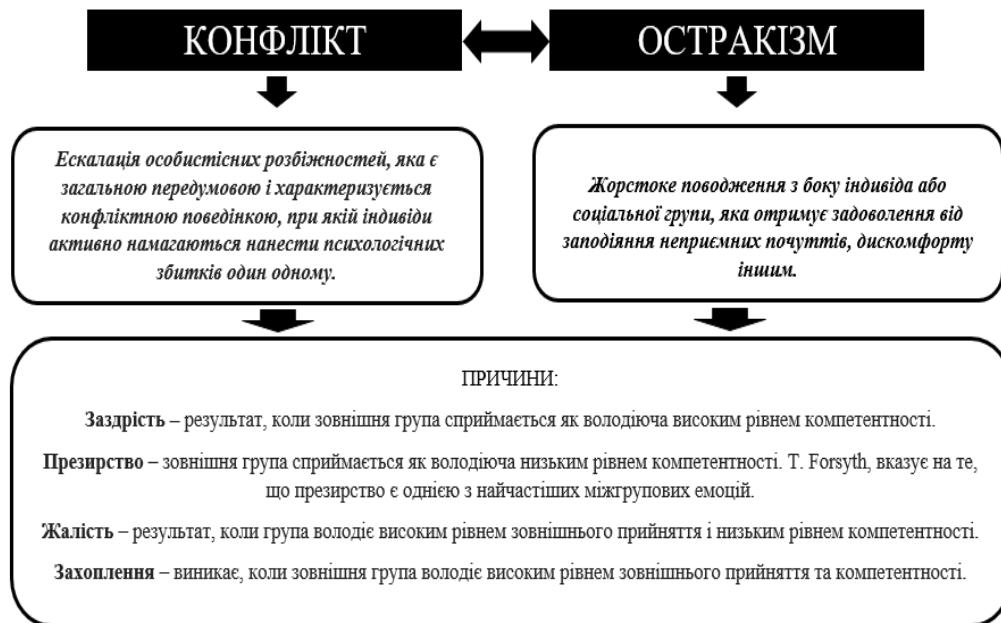 КОНФЛІКТ
ОСТРАКІЗМ
Ескалація особистісних розбіжностей, яка є
загальною передумовою і характеризується
конфліктною поведінкою, при якій індивіди
активно намагаються нанести психологічних
збитків один одному.
Жорстоке поводження з боку індивіда або
соціальної групи, яка отримує задоволення від
заподіяння неприємних почуттів, дискомфорту
іншим.
ПРИЧИНИ:
Заздрість – результат, коли зовнішня група сприймається як володіюча високим рівнем компетентності.
Презирство – зовнішня група сприймається як володіюча низьким рівнем компетентності. Т. Forsyth, вказує на те,
що презирство є однією з найчастіших міжгрупових емоцій.
Жалість – результат, коли група володіє високим рівнем зовнішнього прийняття і низьким рівнем компетентності.
Захоплення – виникає, коли зовнішня група володіє високим рівнем зовнішнього прийняття та компетентності.